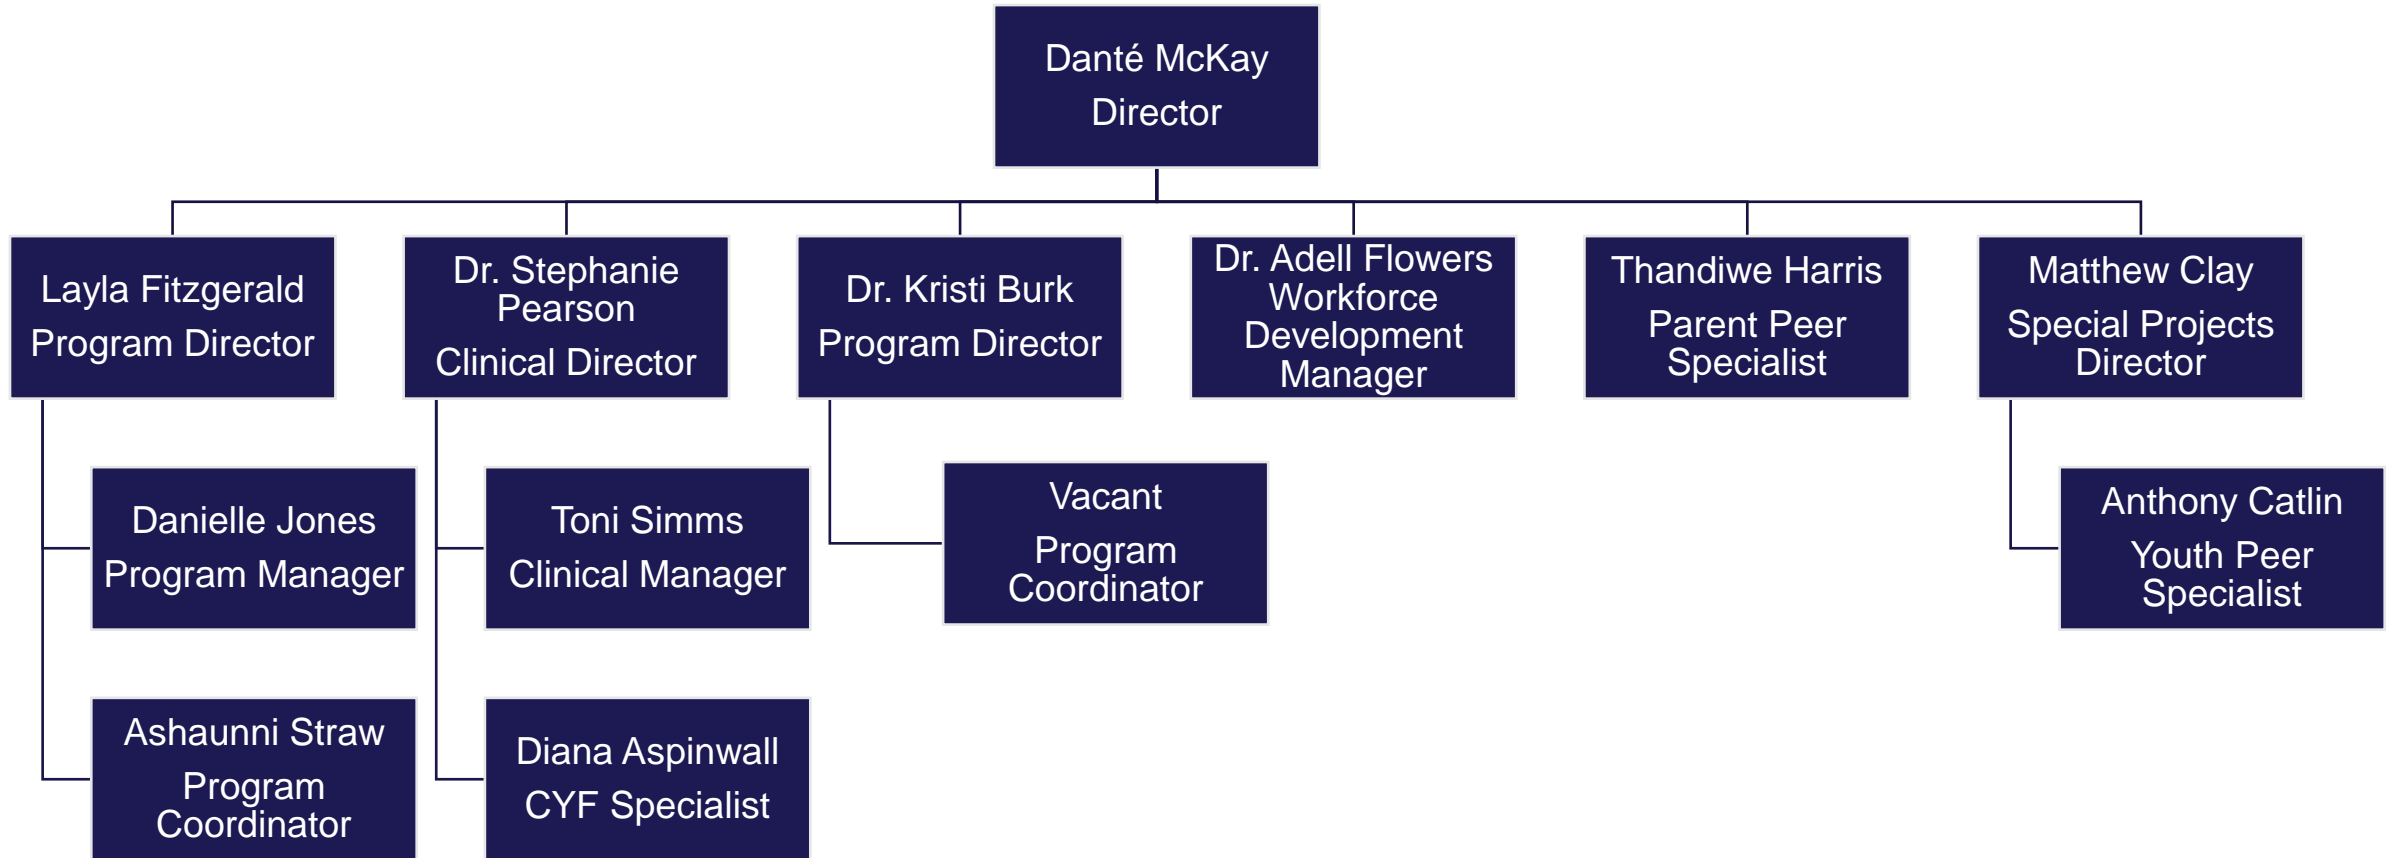 Danté McKay
Director
Layla Fitzgerald
Program Director
Dr. Stephanie
Pearson
Clinical Director
Dr. Kristi Burk
Program Director
Dr. Adell Flowers
Workforce
Development
Manager
Thandiwe Harris
Parent Peer
Specialist
Matthew Clay
Special Projects
Director
Danielle Jones
Program Manager
Toni Simms
Clinical Manager
Vacant
Program
Coordinator
Anthony Catlin
Youth Peer
Specialist
Ashaunni Straw
Program
Coordinator
Diana Aspinwall
CYF Specialist